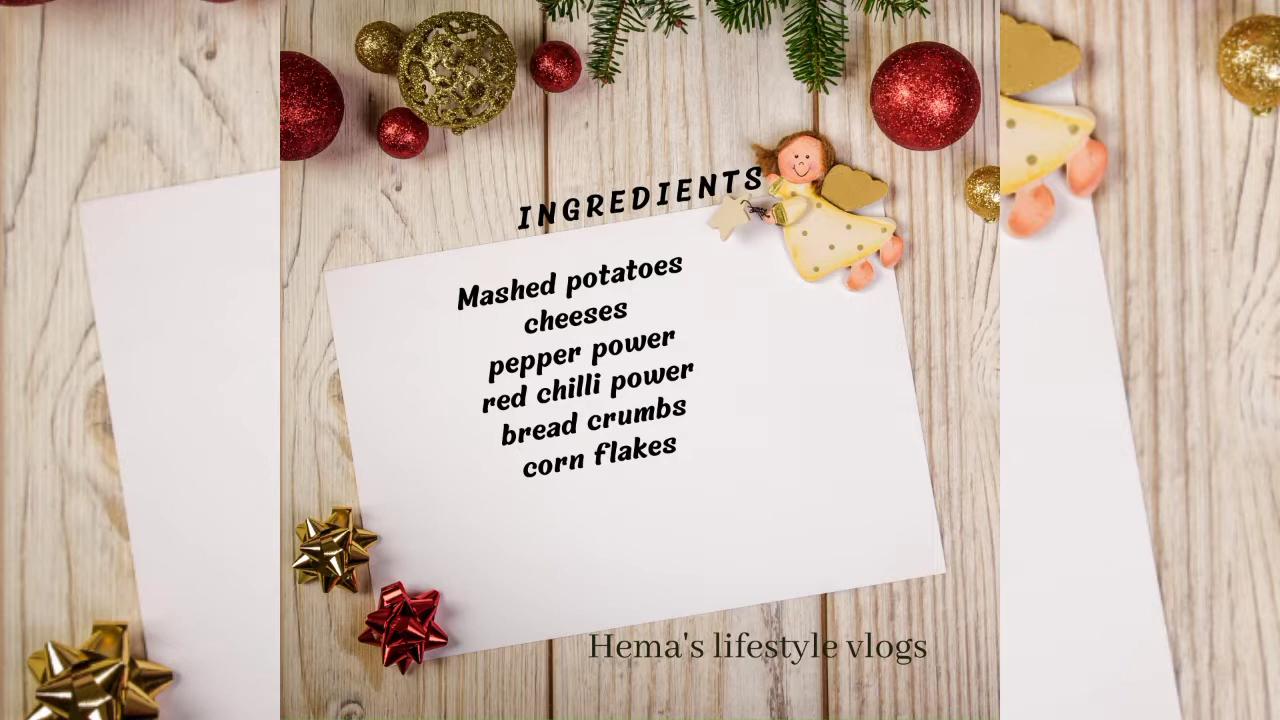 INGREDIENTS
Mashed potatoes
cheeses
pepper power
red chilli power
bread crumbs
corn flakes
Hema's lifestyle vlogs